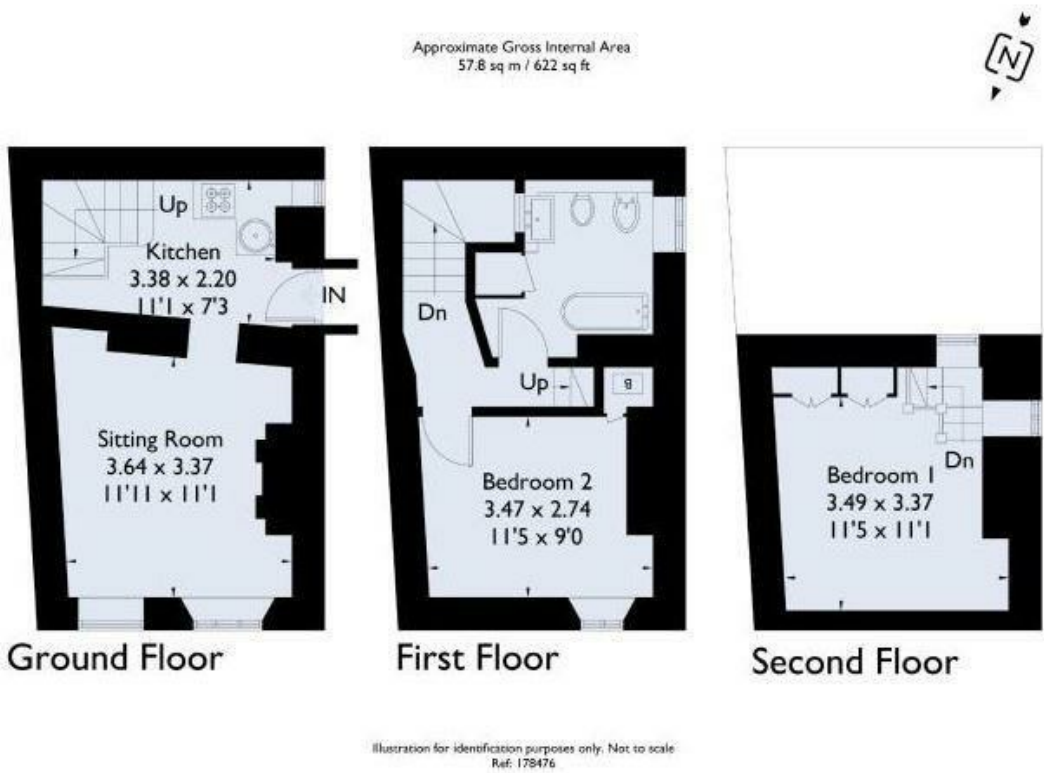 Approximate Gross Internal Area
57.8 sq m / 622 sq ft
N
Up
Kitchen
3.38 x 2.20
11'1 x 7'3
IN
Sitting Room
3.64 x 3.37
11'11 x 11'1
Ground Floor
Dn
Up
B
Bedroom 2
3.47 x 2.74
11'5 x 9'0
First Floor
Dn
Bedroom 1
3.49 x 3.37
11'5 x 11'1
Second Floor
Illustration for identification purposes only. Not to scale
Ref: 178476